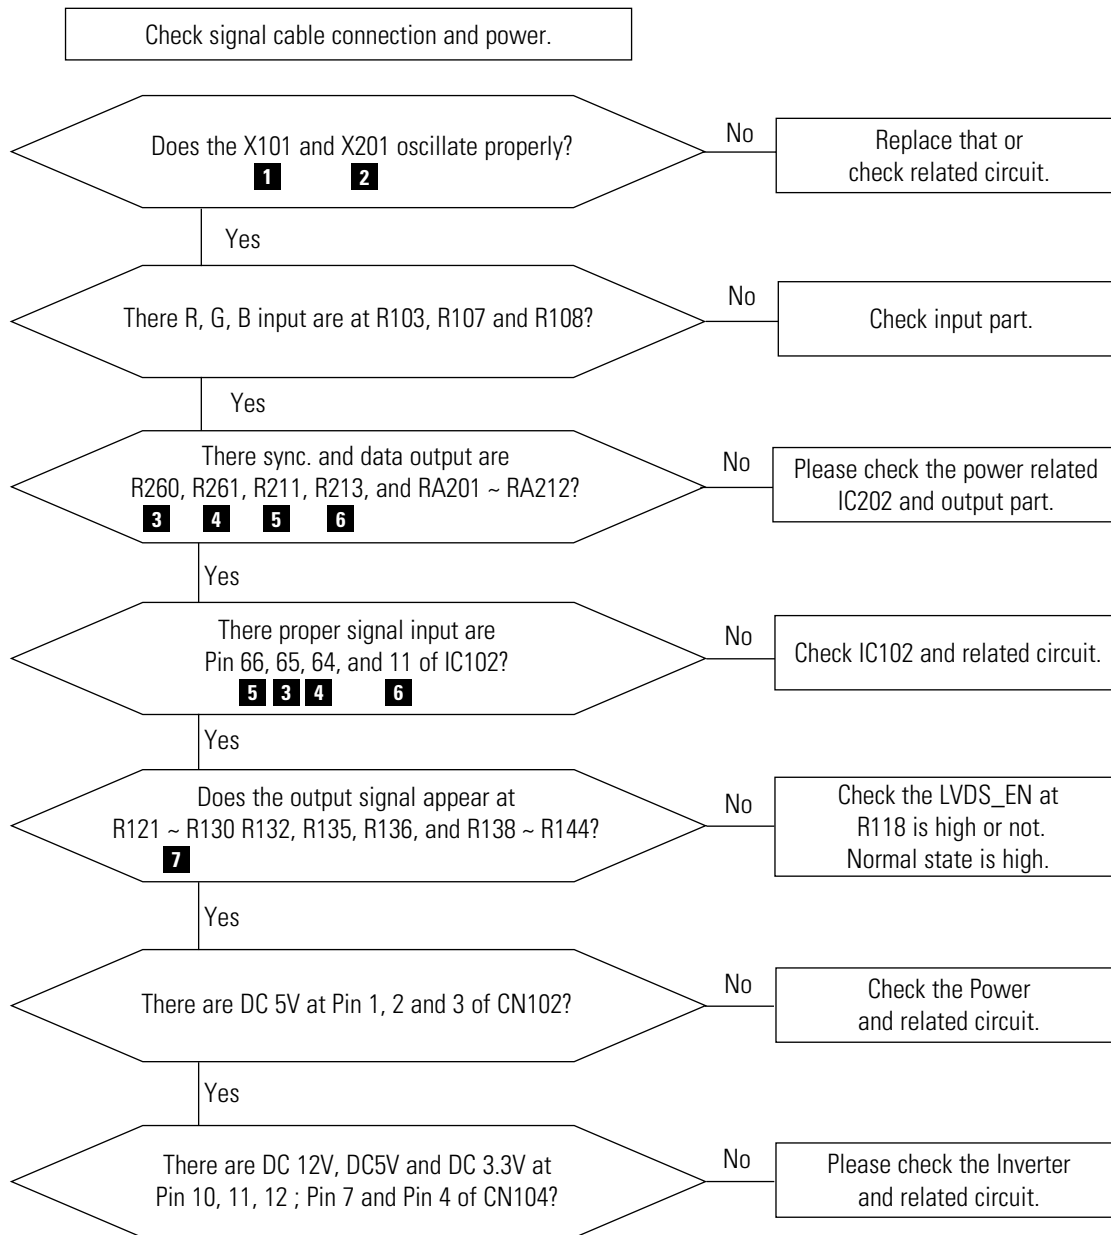 Check signal cable connection and power.
Does the X101 and X201 oscillate properly?
1 2
No
Replace that or
check related circuit.
Yes
There R, G, B input are at R103, R107 and R108?
No
Check input part.
Yes
There sync. and data output are
R260, R261, R211, R213, and RA201 ~ RA212?
3 4 5 6
No
Please check the power related
IC202 and output part.
Yes
There proper signal input are
Pin 66, 65, 64, and 11 of IC102?
5 3 4 6
No
Check IC102 and related circuit.
Yes
Does the output signal appear at
R121 ~ R130 R132, R135, R136, and R138 ~ R144?
7
No
Check the LVDS_EN at
R118 is high or not.
Normal state is high.
Yes
There are DC 5V at Pin 1, 2 and 3 of CN102?
No
Check the Power
and related circuit.
Yes
There are DC 12V, DC5V and DC 3.3V at
Pin 10, 11, 12 ; Pin 7 and Pin 4 of CN104?
No
Please check the Inverter
and related circuit.